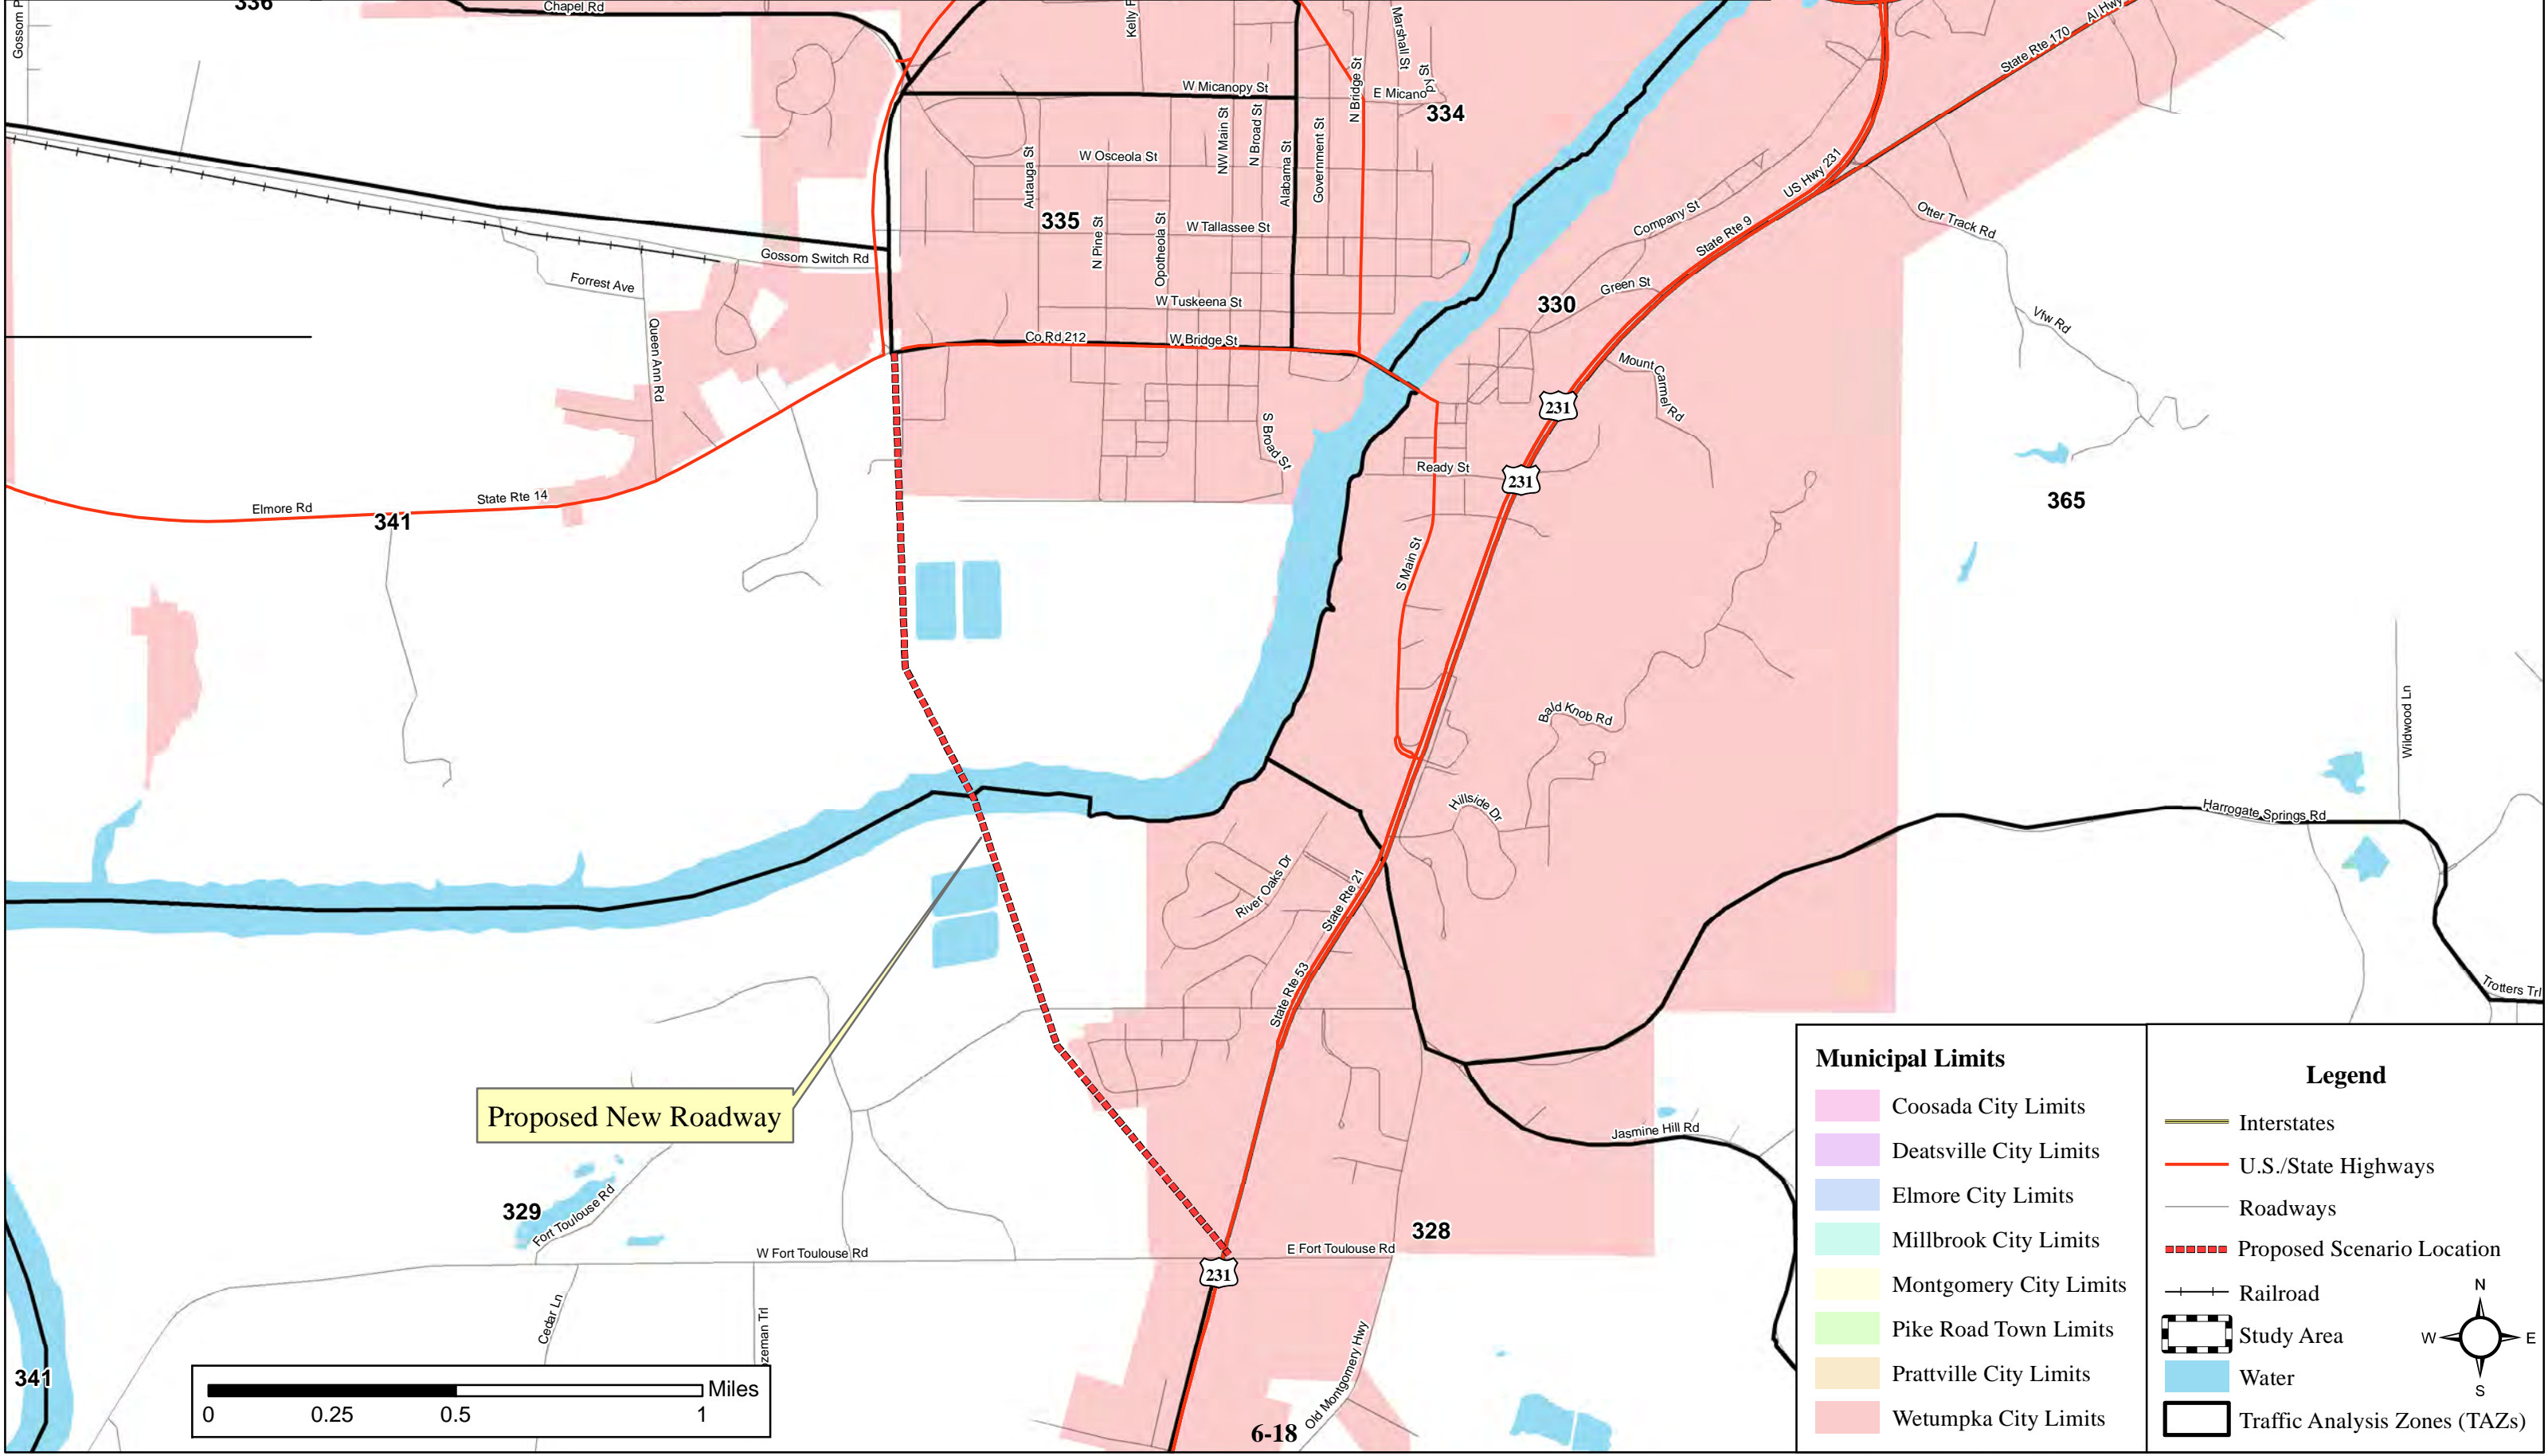 336
Chapel Rd
Gossom
Kelly
Marshall St
N Bridge St
E Micano
W Micanopy St
334
State Rte 170
Al Hwy
NW Main St
N Broad St
Alabama St
Government St
Autauga St
W Osceola St
335
N Pine St
Opotheola St
W Tallassee St
US Hwy 231
Company St
State Rte 9
Otter Track Rd
Gossom Switch Rd
Forrest Ave
W Tuskeena St
Green St
330
Vfw Rd
Queen Ann Rd
Co Rd 212
W Bridge St
Mount Carmel Rd
231
S Broad St
Ready St
231
365
Elmore Rd
State Rte 14
341
S Main St
Bald Knob Rd
Wildwood Ln
Hillside Dr
Harrogate Springs Rd
River Oaks Dr
State Rte 21
State Rte 53
Trotters Trl
Proposed New Roadway
Jasmine Hill Rd
329
Fort Toulouse Rd
328
W Fort Toulouse Rd
E Fort Toulouse Rd
231
Cedar Ln
zeman Trl
Old Montgomery Hwy
341
Miles
0 0.25 0.5 1
6-18
Municipal Limits
Coosada City Limits
Deatsville City Limits
Elmore City Limits
Millbrook City Limits
Montgomery City Limits
Pike Road Town Limits
Prattville City Limits
Wetumpka City Limits
Legend
Interstates
U.S./State Highways
Roadways
Proposed Scenario Location
Railroad
Study Area
Water
Traffic Analysis Zones (TAZs)
N
W
E
S